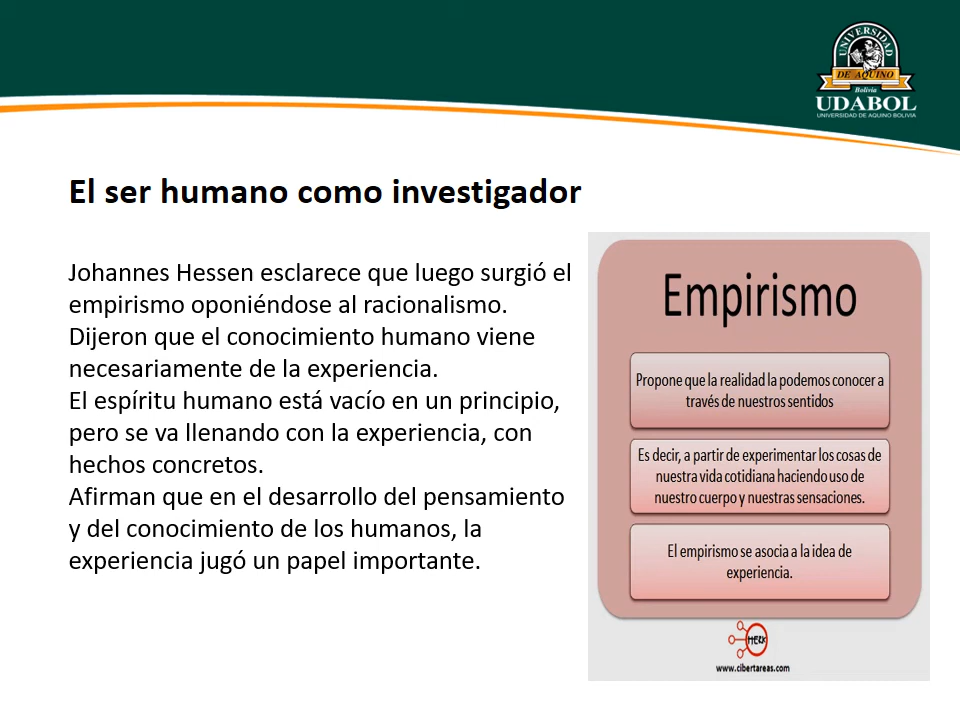 UNIVERSIDAD
DE AQUINO
Bolivia
UDABOL
UNIVERSIDAD DE AQUINO BOLIVIA
El ser humano como investigador
Johannes Hessen esclarece que luego surgió el
empirismo oponiéndose al racionalismo.
Dijeron que el conocimiento humano viene
necesariamente de la experiencia.
El espíritu humano está vacío en un principio,
pero se va llenando con la experiencia, con
hechos concretos.
Afirman que en el desarrollo del pensamiento
y del conocimiento de los humanos, la
experiencia jugó un papel importante.
Empirismo
Propone que la realidad la podemos conocer a
través de nuestros sentidos
Es decir, a partir de experimentar los cosas de
nuestra vida cotidiana haciendo uso de
nuestro cuerpo y nuestras sensaciones.
El empirismo se asocia a la idea de
experiencia.
HERK
www.cibertareas.com